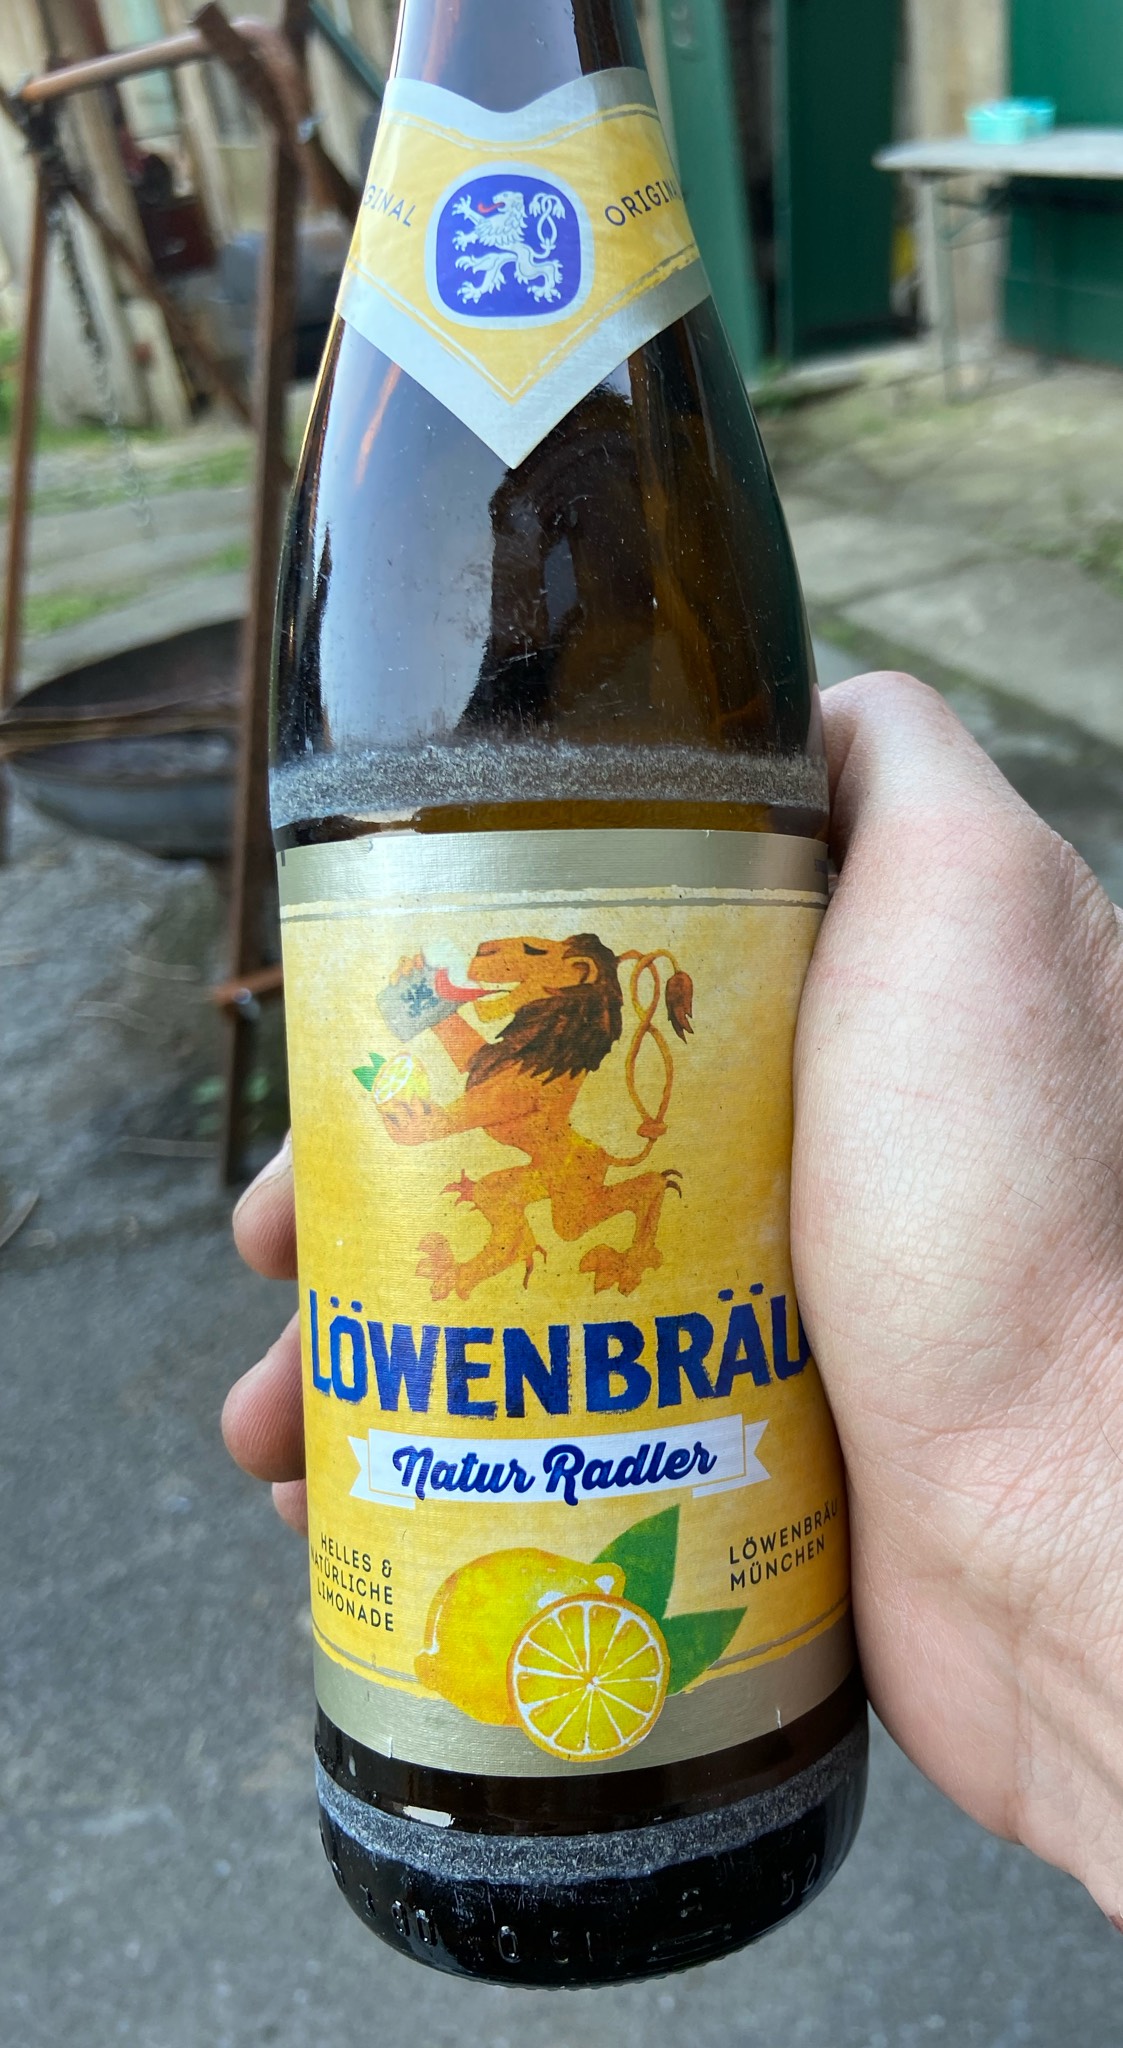 ORIGINAL
LÖWENBRÄU
Natur Radler
HELLES &
NATÜRLICHE
LIMONADE
LÖWENBRÄU
MÜNCHEN